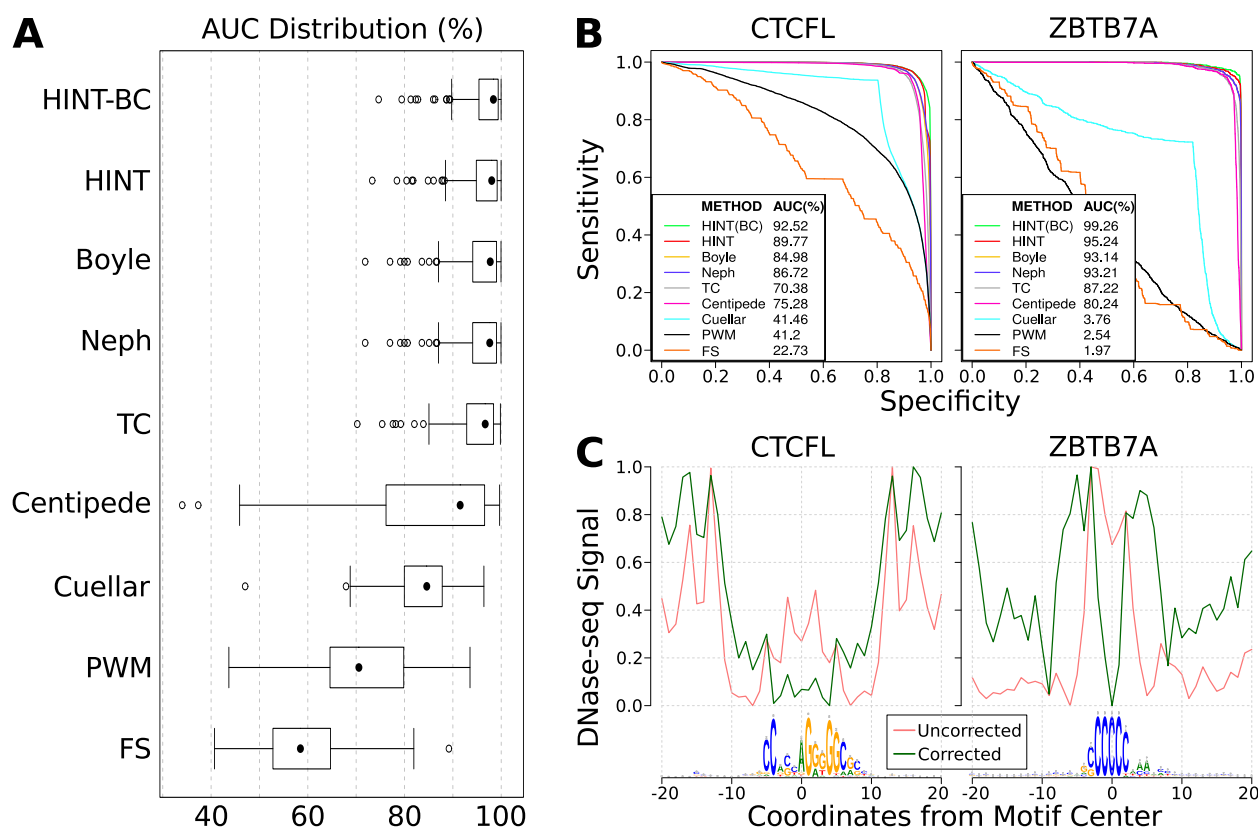 A
AUC Distribution (%)
HINT-BC
HINT
Boyle
Neph
TC
Centipede
Cuellar
PWM
FS
40 60 80 100
B
CTCFL ZBTB7A
Sensitivity
1.0
0.8
0.6
0.4
0.2
0.0
METHOD AUC(%)
HINT(BC) 92.52
HINT 89.77
Boyle 84.98
Neph 86.72
TC 70.38
Centipede 75.28
Cuellar 41.46
PWM 41.2
FS 22.73
METHOD AUC(%)
HINT(BC) 99.26
HINT 95.24
Boyle 93.14
Neph 93.21
TC 87.22
Centipede 80.24
Cuellar 3.76
PWM 2.54
FS 1.97
0.0 0.2 0.4 0.6 0.8 1.0
0.0 0.2 0.4 0.6 0.8 1.0
Specificity
C
CTCFL ZBTB7A
DNase-seq Signal
1.0
0.8
0.6
0.4
0.2
0.0
Uncorrected
Corrected
-20 -10 0 10 20
-20 -10 0 10 20
Coordinates from Motif Center